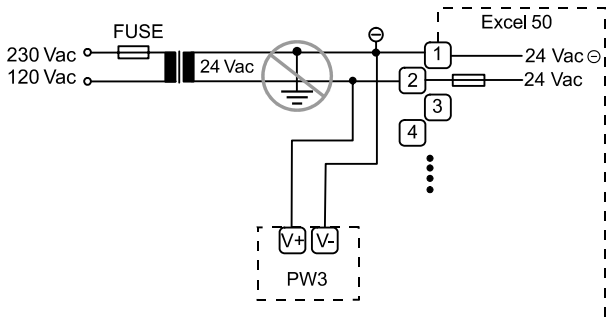 Excel 50
FUSE
230 Vac
120 Vac
24 Vac
1
24 Vac ⊖
2
24 Vac
3
4
V+
V-
PW3